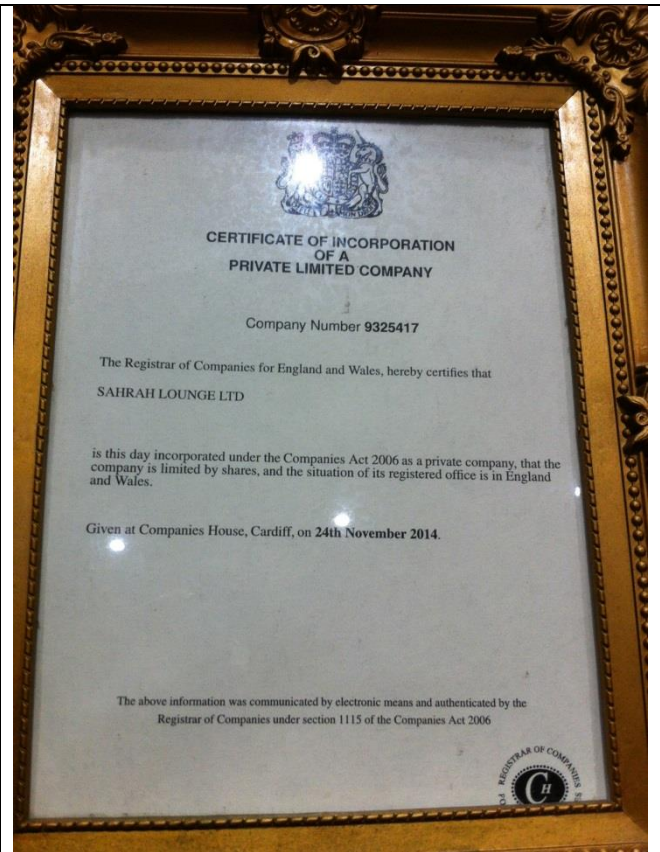 CERTIFICATE OF INCORPORATION
OF A
PRIVATE LIMITED COMPANY
Company Number 9325417
The Registrar of Companies for England and Wales, hereby certifies that
SAHRAH LOUNGE LTD
is this day incorporated under the Companies Act 2006 as a private company, that the
company is limited by shares, and the situation of its registered office is in England
and Wales.
Given at Companies House, Cardiff, on 24th November 2014.
The above information was communicated by electronic means and authenticated by the
Registrar of Companies under section 1115 of the Companies Act 2006
REGISTRAR OF COMPANIES
CH